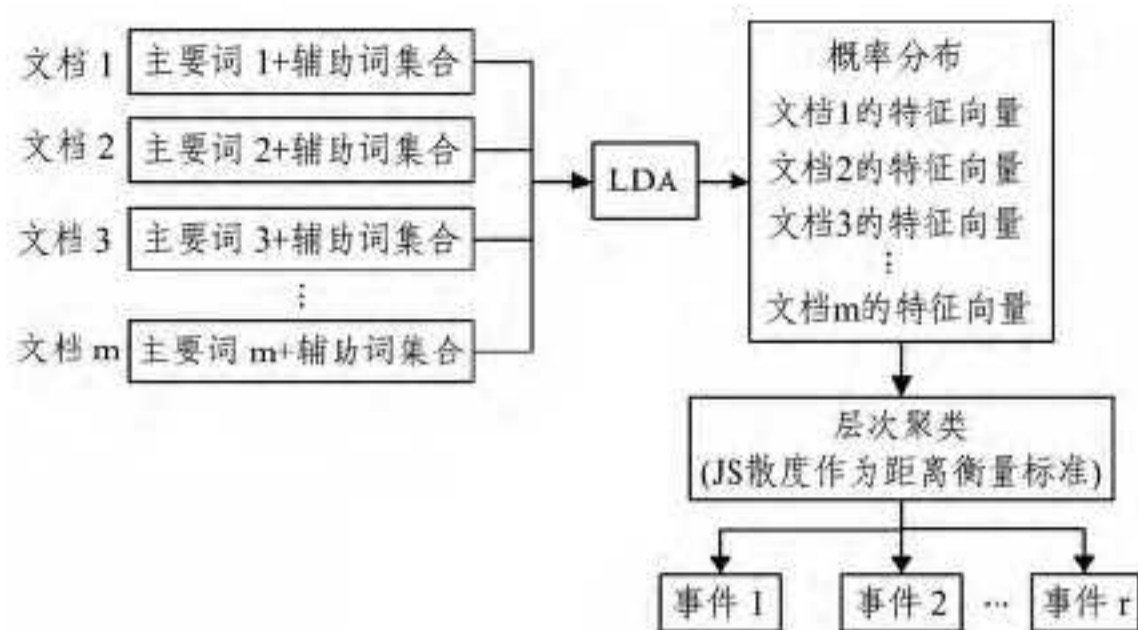 文档 1 主要词 1+辅助词集合
文档 2 主要词 2+辅助词集合
文档 3 主要词 3+辅助词集合
⋮
文档 m 主要词 m+辅助词集合
LDA
概率分布
文档1的特征向量
文档2的特征向量
文档3的特征向量
⋮
文档m的特征向量
层次聚类
(JS散度作为距离衡量标准)
事件 1 事件 2 … 事件 r